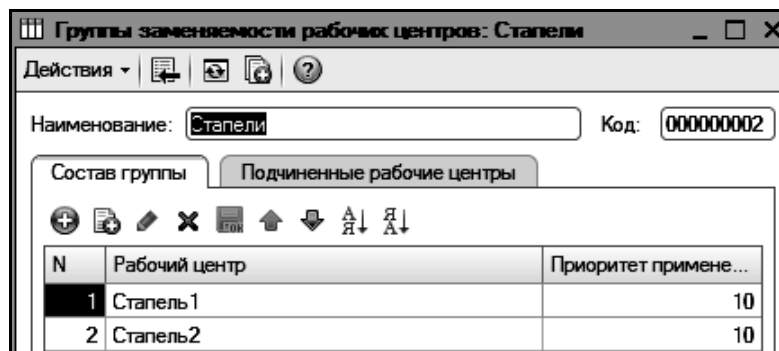 Группы заменяемости рабочих центров: Стапели
Действия
Наименование: Стапели Код: 000000002
Состав группы Подчиненные рабочие центры
N Рабочий центр Приоритет примене...
1 Стапель1 10
2 Стапель2 10